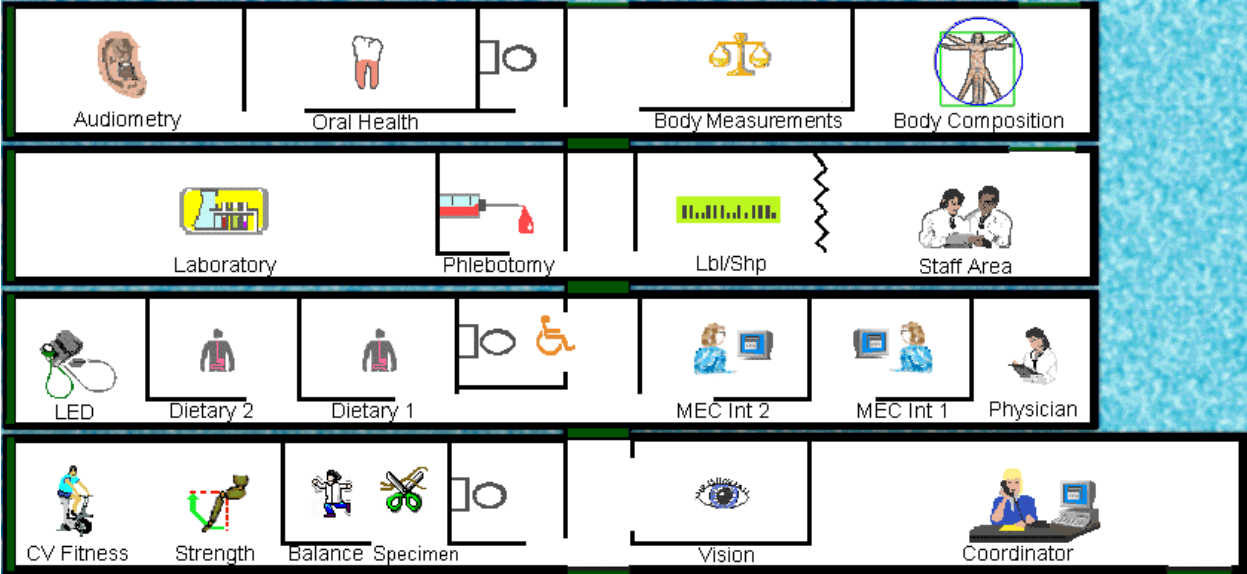 Audiometry
Oral Health
Body Measurements
Body Composition
Laboratory
Phlebotomy
Lbl/Shp
Staff Area
LED
Dietary 2
Dietary 1
MEC Int 2
MEC Int 1
Physician
CV Fitness
Strength
Balance
Specimen
Vision
Coordinator